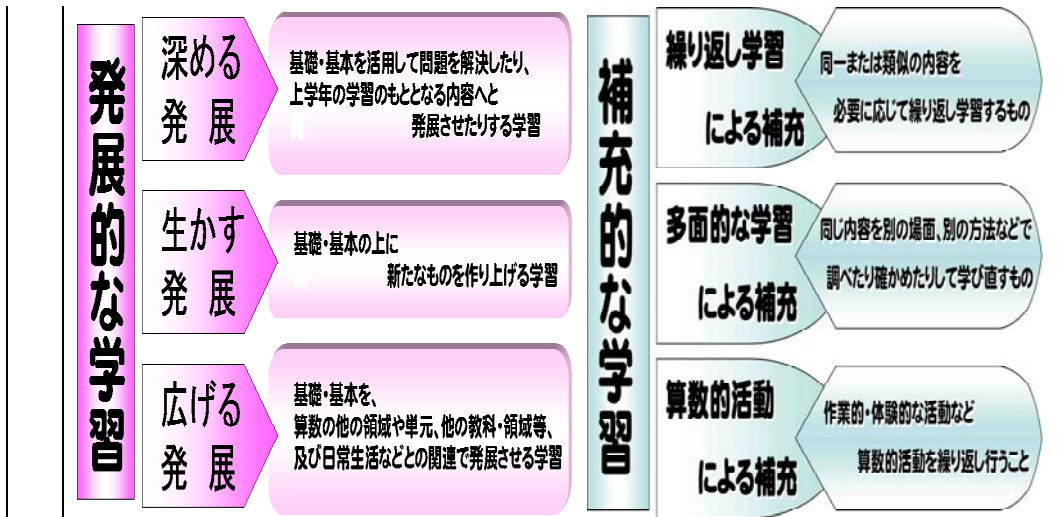 発展的な学習
深める
発 展
基礎・基本を活用して問題を解決したり、
上学年の学習のもととなる内容へと
発展させたりする学習
生かす
発 展
基礎・基本の上に
新たなものを作り上げる学習
広げる
発 展
基礎・基本を、
算数の他の領域や単元、他の教科・領域等、
及び日常生活などとの関連で発展させる学習
補充的な学習
繰り返し学習
による補充
同一または類似の内容を
必要に応じて繰り返し学習するもの
多面的な学習
による補充
同じ内容を別の場面、別の方法などで
調べたり確かめたりして学び直すもの
算数的活動
による補充
作業的・体験的な活動など
算数的活動を繰り返し行うこと